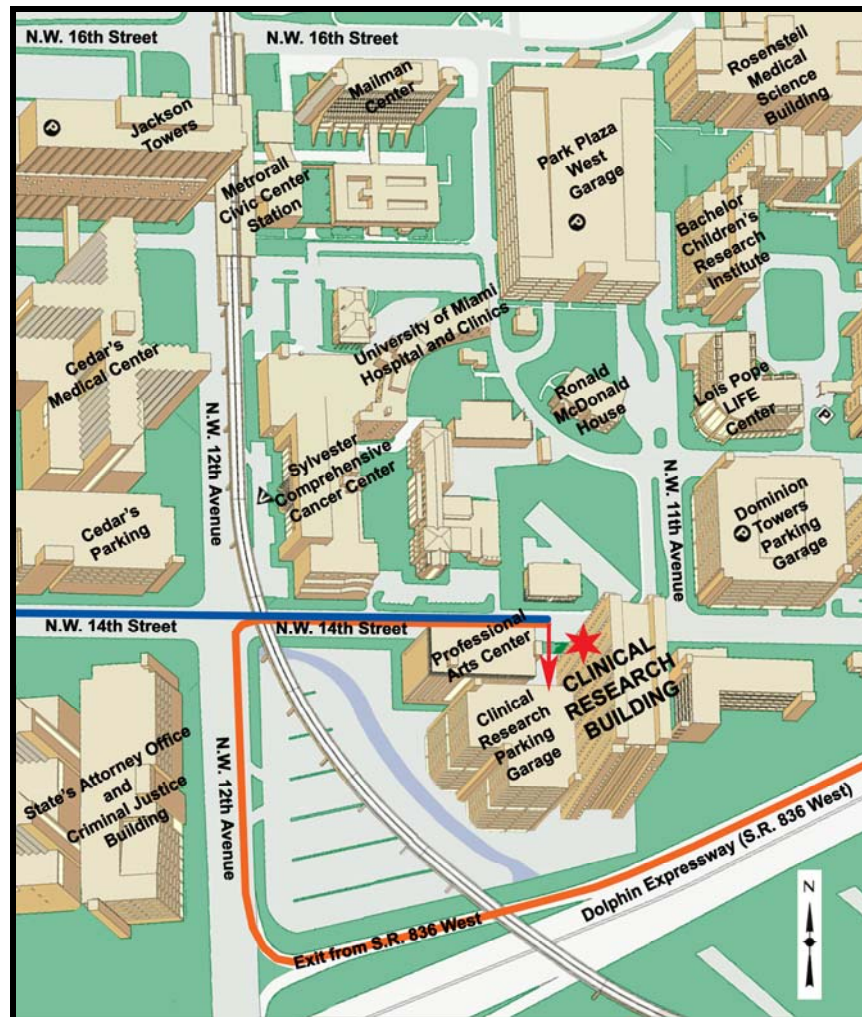 N.W. 16th Street
N.W. 16th Street
Jackson
Towers
P
Mailman
Center
Metrorail
Civic Center
Station
Park Plaza
West
Garage
P
Rosenstell
Medical
Science
Building
Bachelor
Children's
Research
Institute
Cedar's
Medical Center
University of Miami
Hospital and Clinics
Ronald
McDonald
House
Lois Pope
LIFE
Center
P
N.W. 12th Avenue
Sylvester
Comprehensive
Cancer Center
Cedar's
Parking
N.W. 11th Avenue
Dominion
Towers
P
Parking
Garage
N.W. 14th Street
N.W. 14th Street
Professional
Arts Center
CLINICAL
RESEARCH
BUILDING
Clinical
Research
Parking
Garage
State's Attorney Office
and
Criminal Justice
Building
N.W. 12th Avenue
Exit from S.R. 836 West
Dolphin Expressway (S.R. 836 West)
N